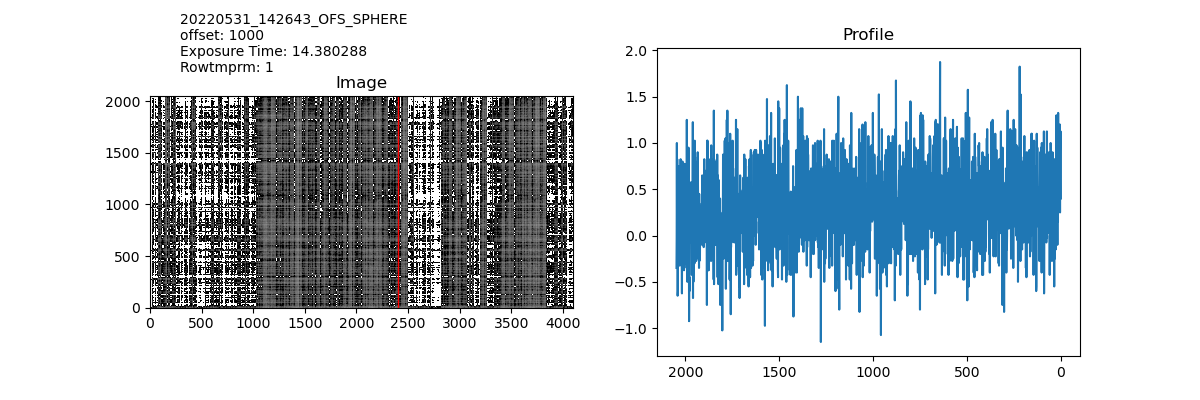 20220531_142643_OFS_SPHERE
offset: 1000
Exposure Time: 14.380288
Rowtmprm: 1
Image
2000
1500
1000
500
0
0 500 1000 1500 2000 2500 3000 3500 4000
Profile
2.0
1.5
1.0
0.5
0.0
−0.5
−1.0
2000 1500 1000 500 0